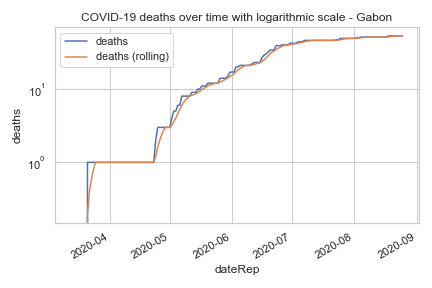 COVID-19 deaths over time with logarithmic scale - Gabon
deaths
deaths (rolling)
10¹
10⁰
deaths
2020-04
2020-05
2020-06
2020-07
2020-08
2020-09
dateRep